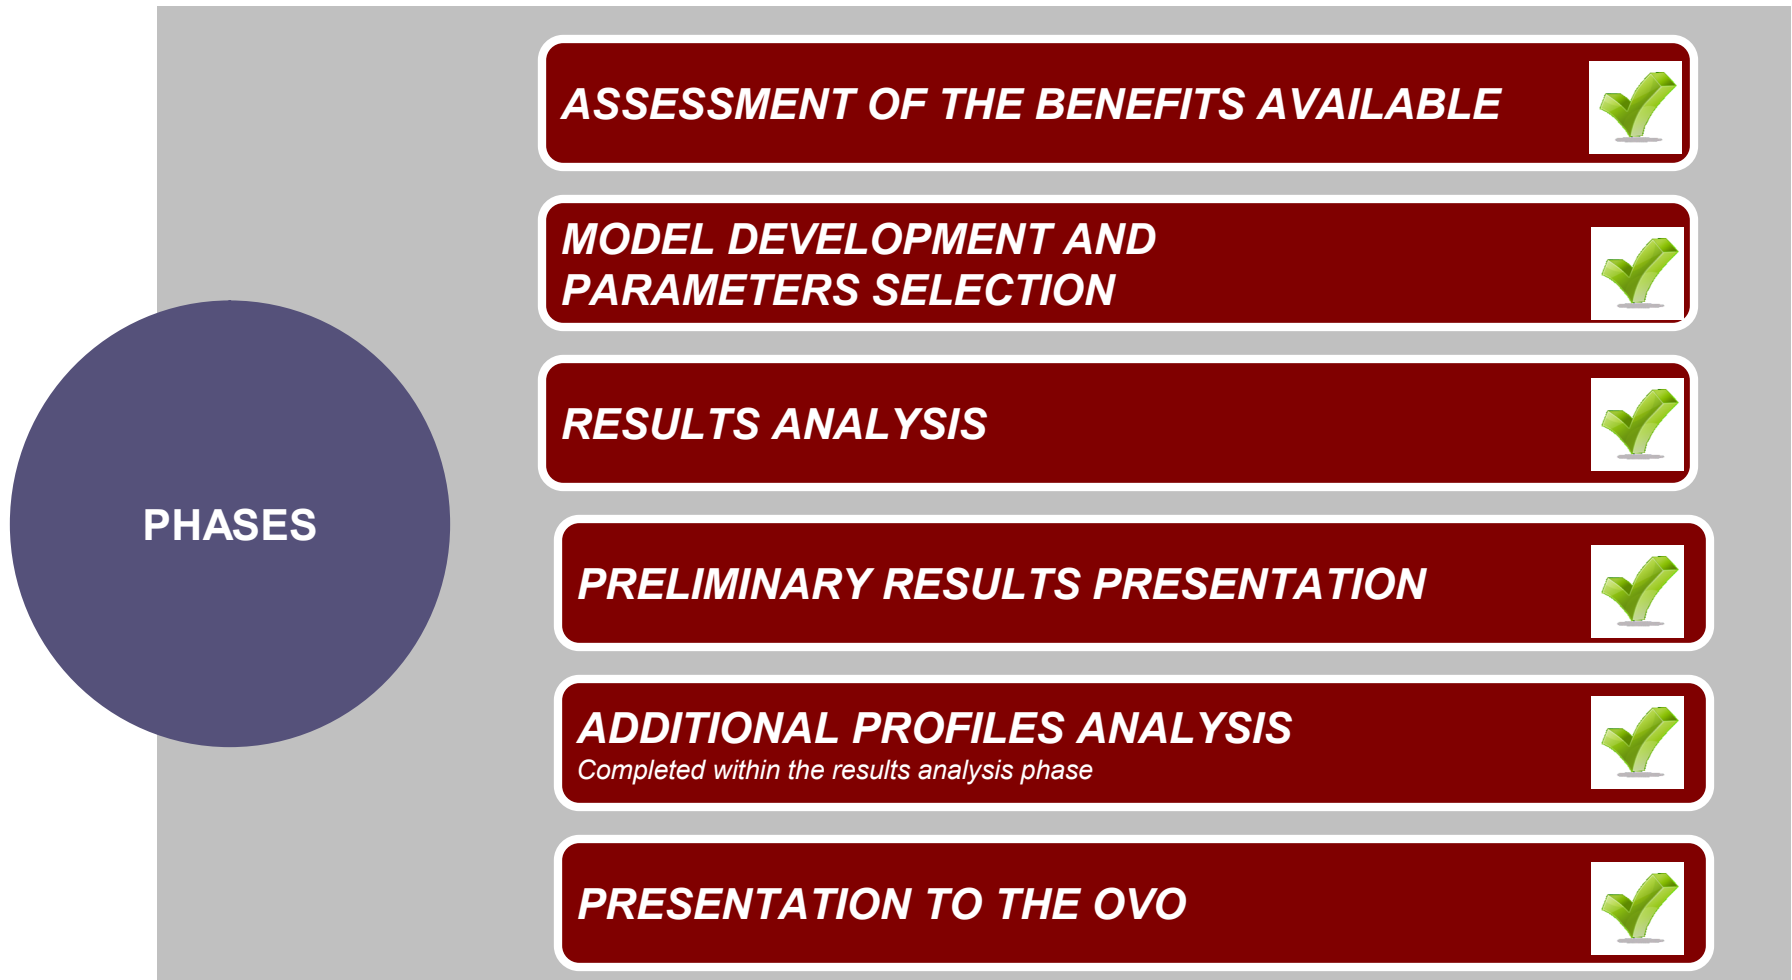 ASSESSMENT OF THE BENEFITS AVAILABLE
MODEL DEVELOPMENT AND
PARAMETERS SELECTION
RESULTS ANALYSIS
PHASES
PRELIMINARY RESULTS PRESENTATION
ADDITIONAL PROFILES ANALYSIS
Completed within the results analysis phase
PRESENTATION TO THE OVO